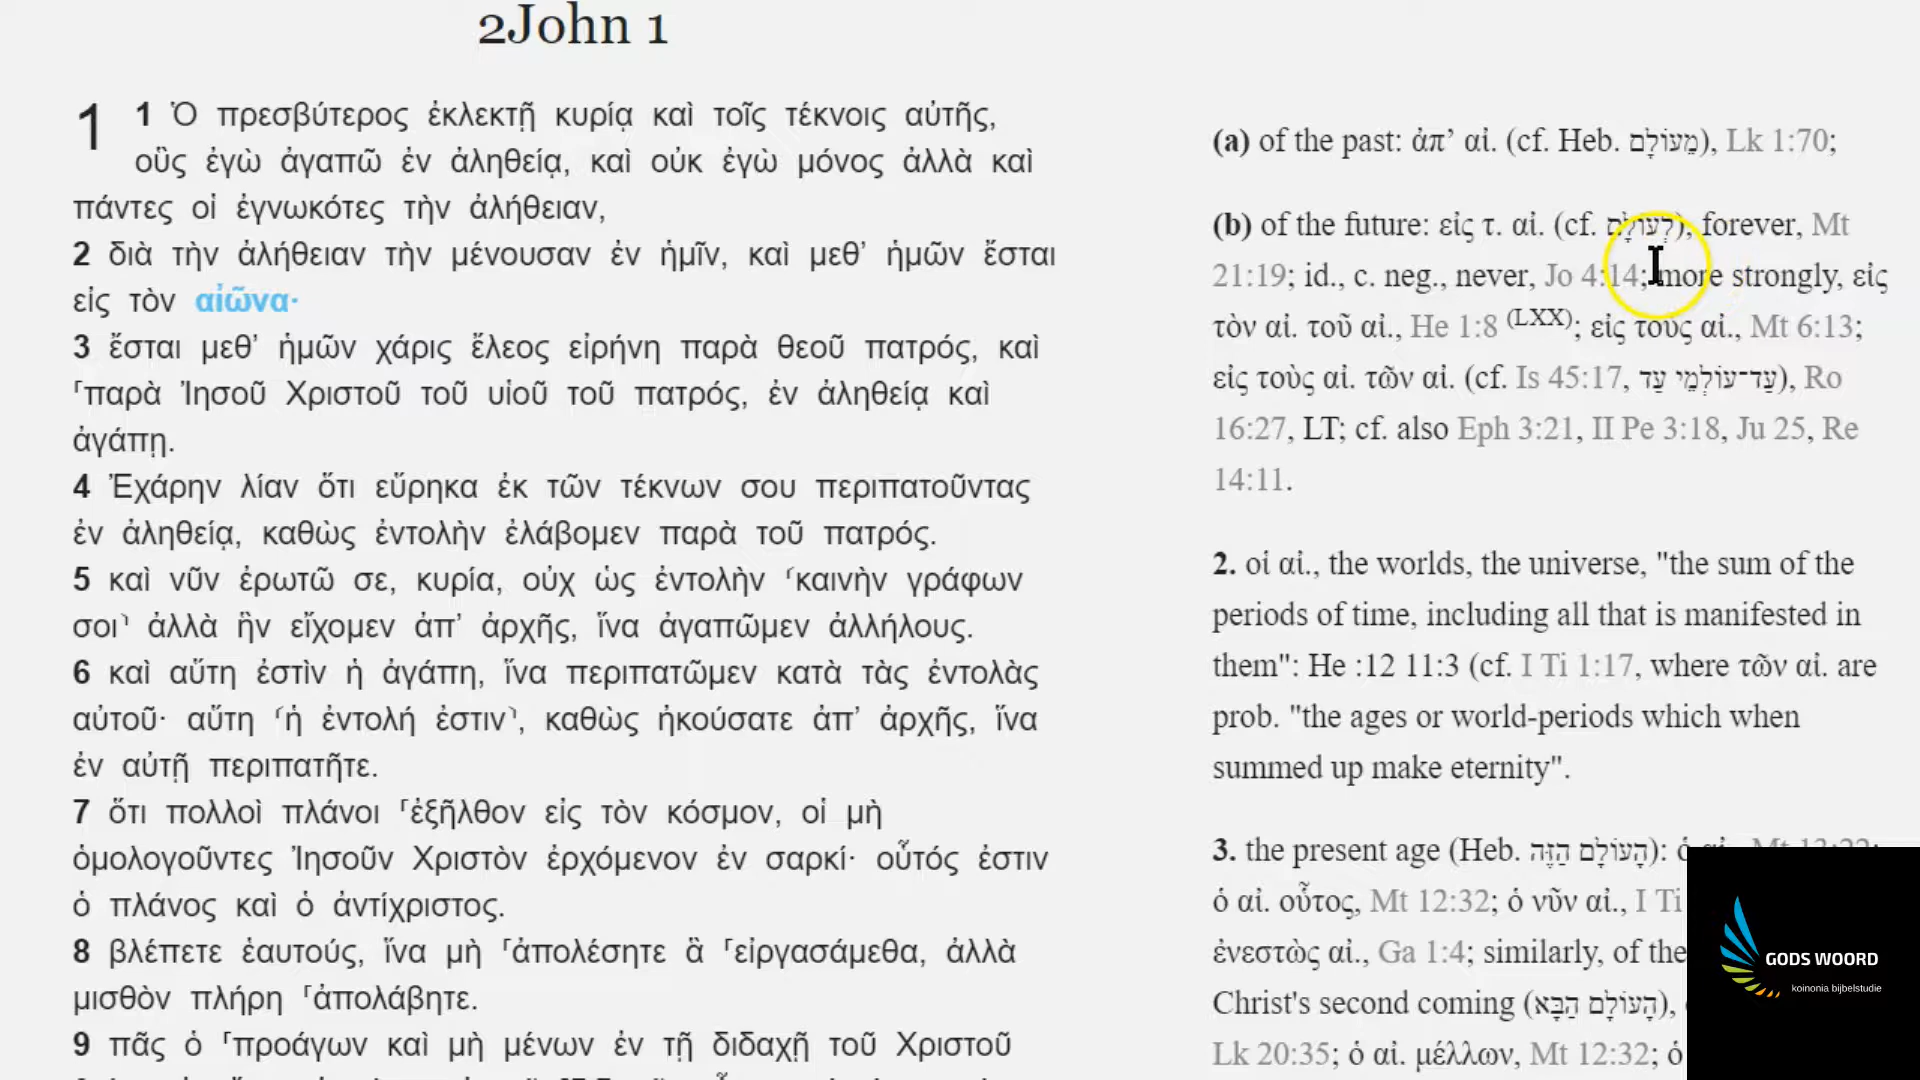 2John 1
1 1 Ὁ πρεσβύτερος ἐκλεκτῇ κυρίᾳ καὶ τοῖς τέκνοις αὐτῆς,
οὓς ἐγὼ ἀγαπῶ ἐν ἀληθείᾳ, καὶ οὐκ ἐγὼ μόνος ἀλλὰ καὶ
πάντες οἱ ἐγνωκότες τὴν ἀλήθειαν,
2 διὰ τὴν ἀλήθειαν τὴν μένουσαν ἐν ἡμῖν, καὶ μεθ’ ἡμῶν ἔσται
εἰς τὸν αἰῶνα·
3 ἔσται μεθ’ ἡμῶν χάρις ἔλεος εἰρήνη παρὰ θεοῦ πατρός, καὶ
⸀παρὰ Ἰησοῦ Χριστοῦ τοῦ υἱοῦ τοῦ πατρός, ἐν ἀληθείᾳ καὶ
ἀγάπῃ.
4 Ἐχάρην λίαν ὅτι εὕρηκα ἐκ τῶν τέκνων σου περιπατοῦντας
ἐν ἀληθείᾳ, καθὼς ἐντολὴν ἐλάβομεν παρὰ τοῦ πατρός.
5 καὶ νῦν ἐρωτῶ σε, κυρία, οὐχ ὡς ἐντολὴν ⸂καινὴν γράφων
σοι⸃ ἀλλὰ ἣν εἴχομεν ἀπ’ ἀρχῆς, ἵνα ἀγαπῶμεν ἀλλήλους.
6 καὶ αὕτη ἐστὶν ἡ ἀγάπη, ἵνα περιπατῶμεν κατὰ τὰς ἐντολὰς
αὐτοῦ· αὕτη ⸂ἡ ἐντολή ἐστιν⸃, καθὼς ἠκούσατε ἀπ’ ἀρχῆς, ἵνα
ἐν αὐτῇ περιπατῆτε.
7 ὅτι πολλοὶ πλάνοι ⸀ἐξῆλθον εἰς τὸν κόσμον, οἱ μὴ
ὁμολογοῦντες Ἰησοῦν Χριστὸν ἐρχόμενον ἐν σαρκί· οὗτός ἐστιν
ὁ πλάνος καὶ ὁ ἀντίχριστος.
8 βλέπετε ἑαυτούς, ἵνα μὴ ⸀ἀπολέσητε ἃ ⸀εἰργασάμεθα, ἀλλὰ
μισθὸν πλήρη ⸀ἀπολάβητε.
9 πᾶς ὁ ⸀προάγων καὶ μὴ μένων ἐν τῇ διδαχῇ τοῦ Χριστοῦ
(a) of the past: ἀπ’ αἰ. (cf. Heb. מֵעוֹלָם), Lk 1:70;
(b) of the future: εἰς τ. αἰ. (cf. לְעוֹלָם), forever, Mt
21:19; id., c. neg., never, Jo 4:14; more strongly, εἰς
τὸν αἰ. τοῦ αἰ., He 1:8 (LXX); εἰς τοὺς αἰ., Mt 6:13;
εἰς τοὺς αἰ. τῶν αἰ. (cf. Is 45:17, עַד־עוֹלְמֵי עַד), Ro
16:27, LT; cf. also Eph 3:21, II Pe 3:18, Ju 25, Re
14:11.
2. οἱ αἰ., the worlds, the universe, "the sum of the
periods of time, including all that is manifested in
them": He :12 11:3 (cf. I Ti 1:17, where τῶν αἰ. are
prob. "the ages or world-periods which when
summed up make eternity".
3. the present age (Heb. הָעוֹלָם הַזֶּה): ὁ αἰ. Mt 13:22;
ὁ αἰ. οὗτος, Mt 12:32; ὁ νῦν αἰ., I Ti
ἐνεστὼς αἰ., Ga 1:4; similarly, of the
Christ's second coming (הָעוֹלָם הַבָּא),
Lk 20:35; ὁ αἰ. μέλλων, Mt 12:32; ὁ
GODS WOORD
koinonia bijbelstudie